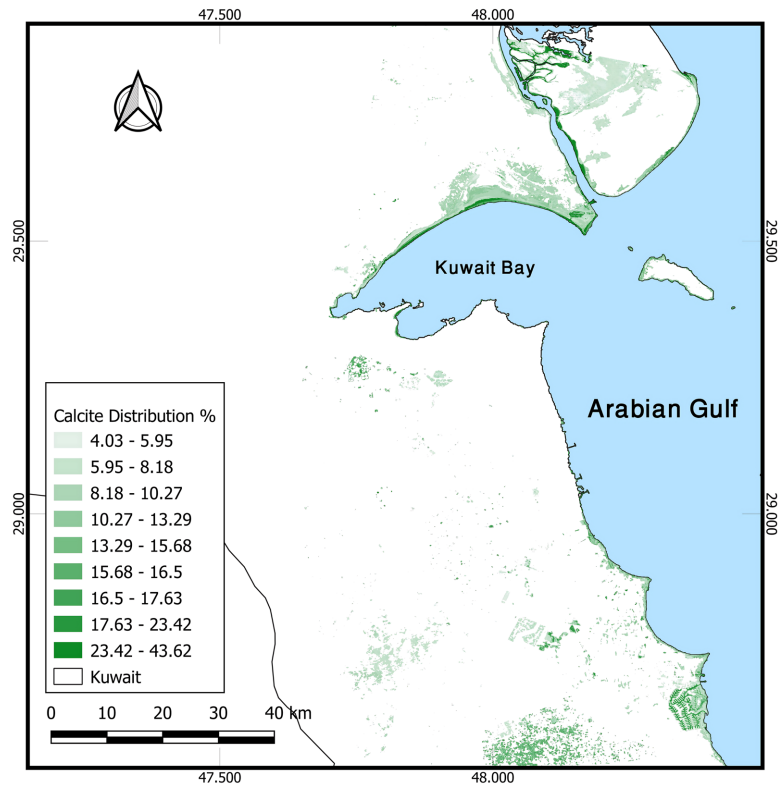 47.500 48.000
29.500 29.500
Kuwait Bay
Arabian Gulf
29.000 29.000
Calcite Distribution %
4.03 - 5.95
5.95 - 8.18
8.18 - 10.27
10.27 - 13.29
13.29 - 15.68
15.68 - 16.5
16.5 - 17.63
17.63 - 23.42
23.42 - 43.62
Kuwait
0 10 20 30 40 km
47.500 48.000